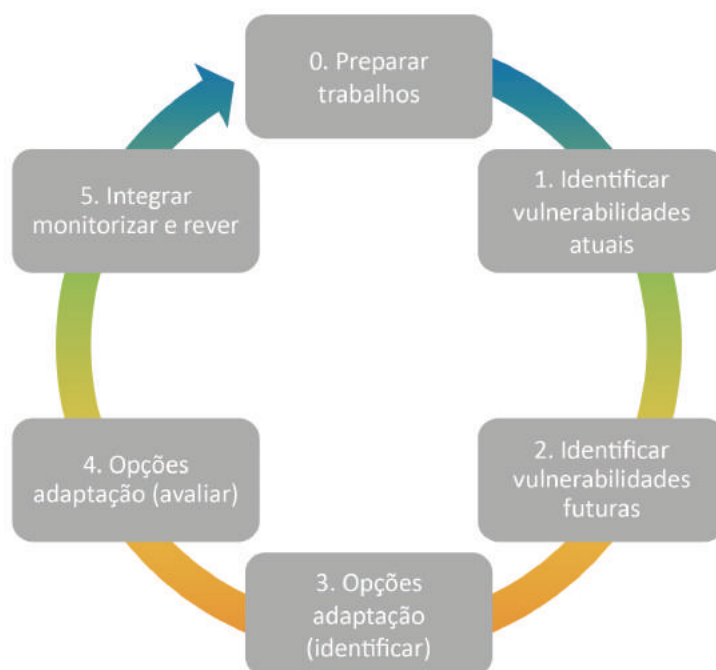 0. Preparar
trabalhos
1. Identificar
vulnerabilidades
atuais
2. Identificar
vulnerabilidades
futuras
3. Opções
adaptação
(identificar)
4. Opções
adaptação (avaliar)
5. Integrar
monitorizar e rever